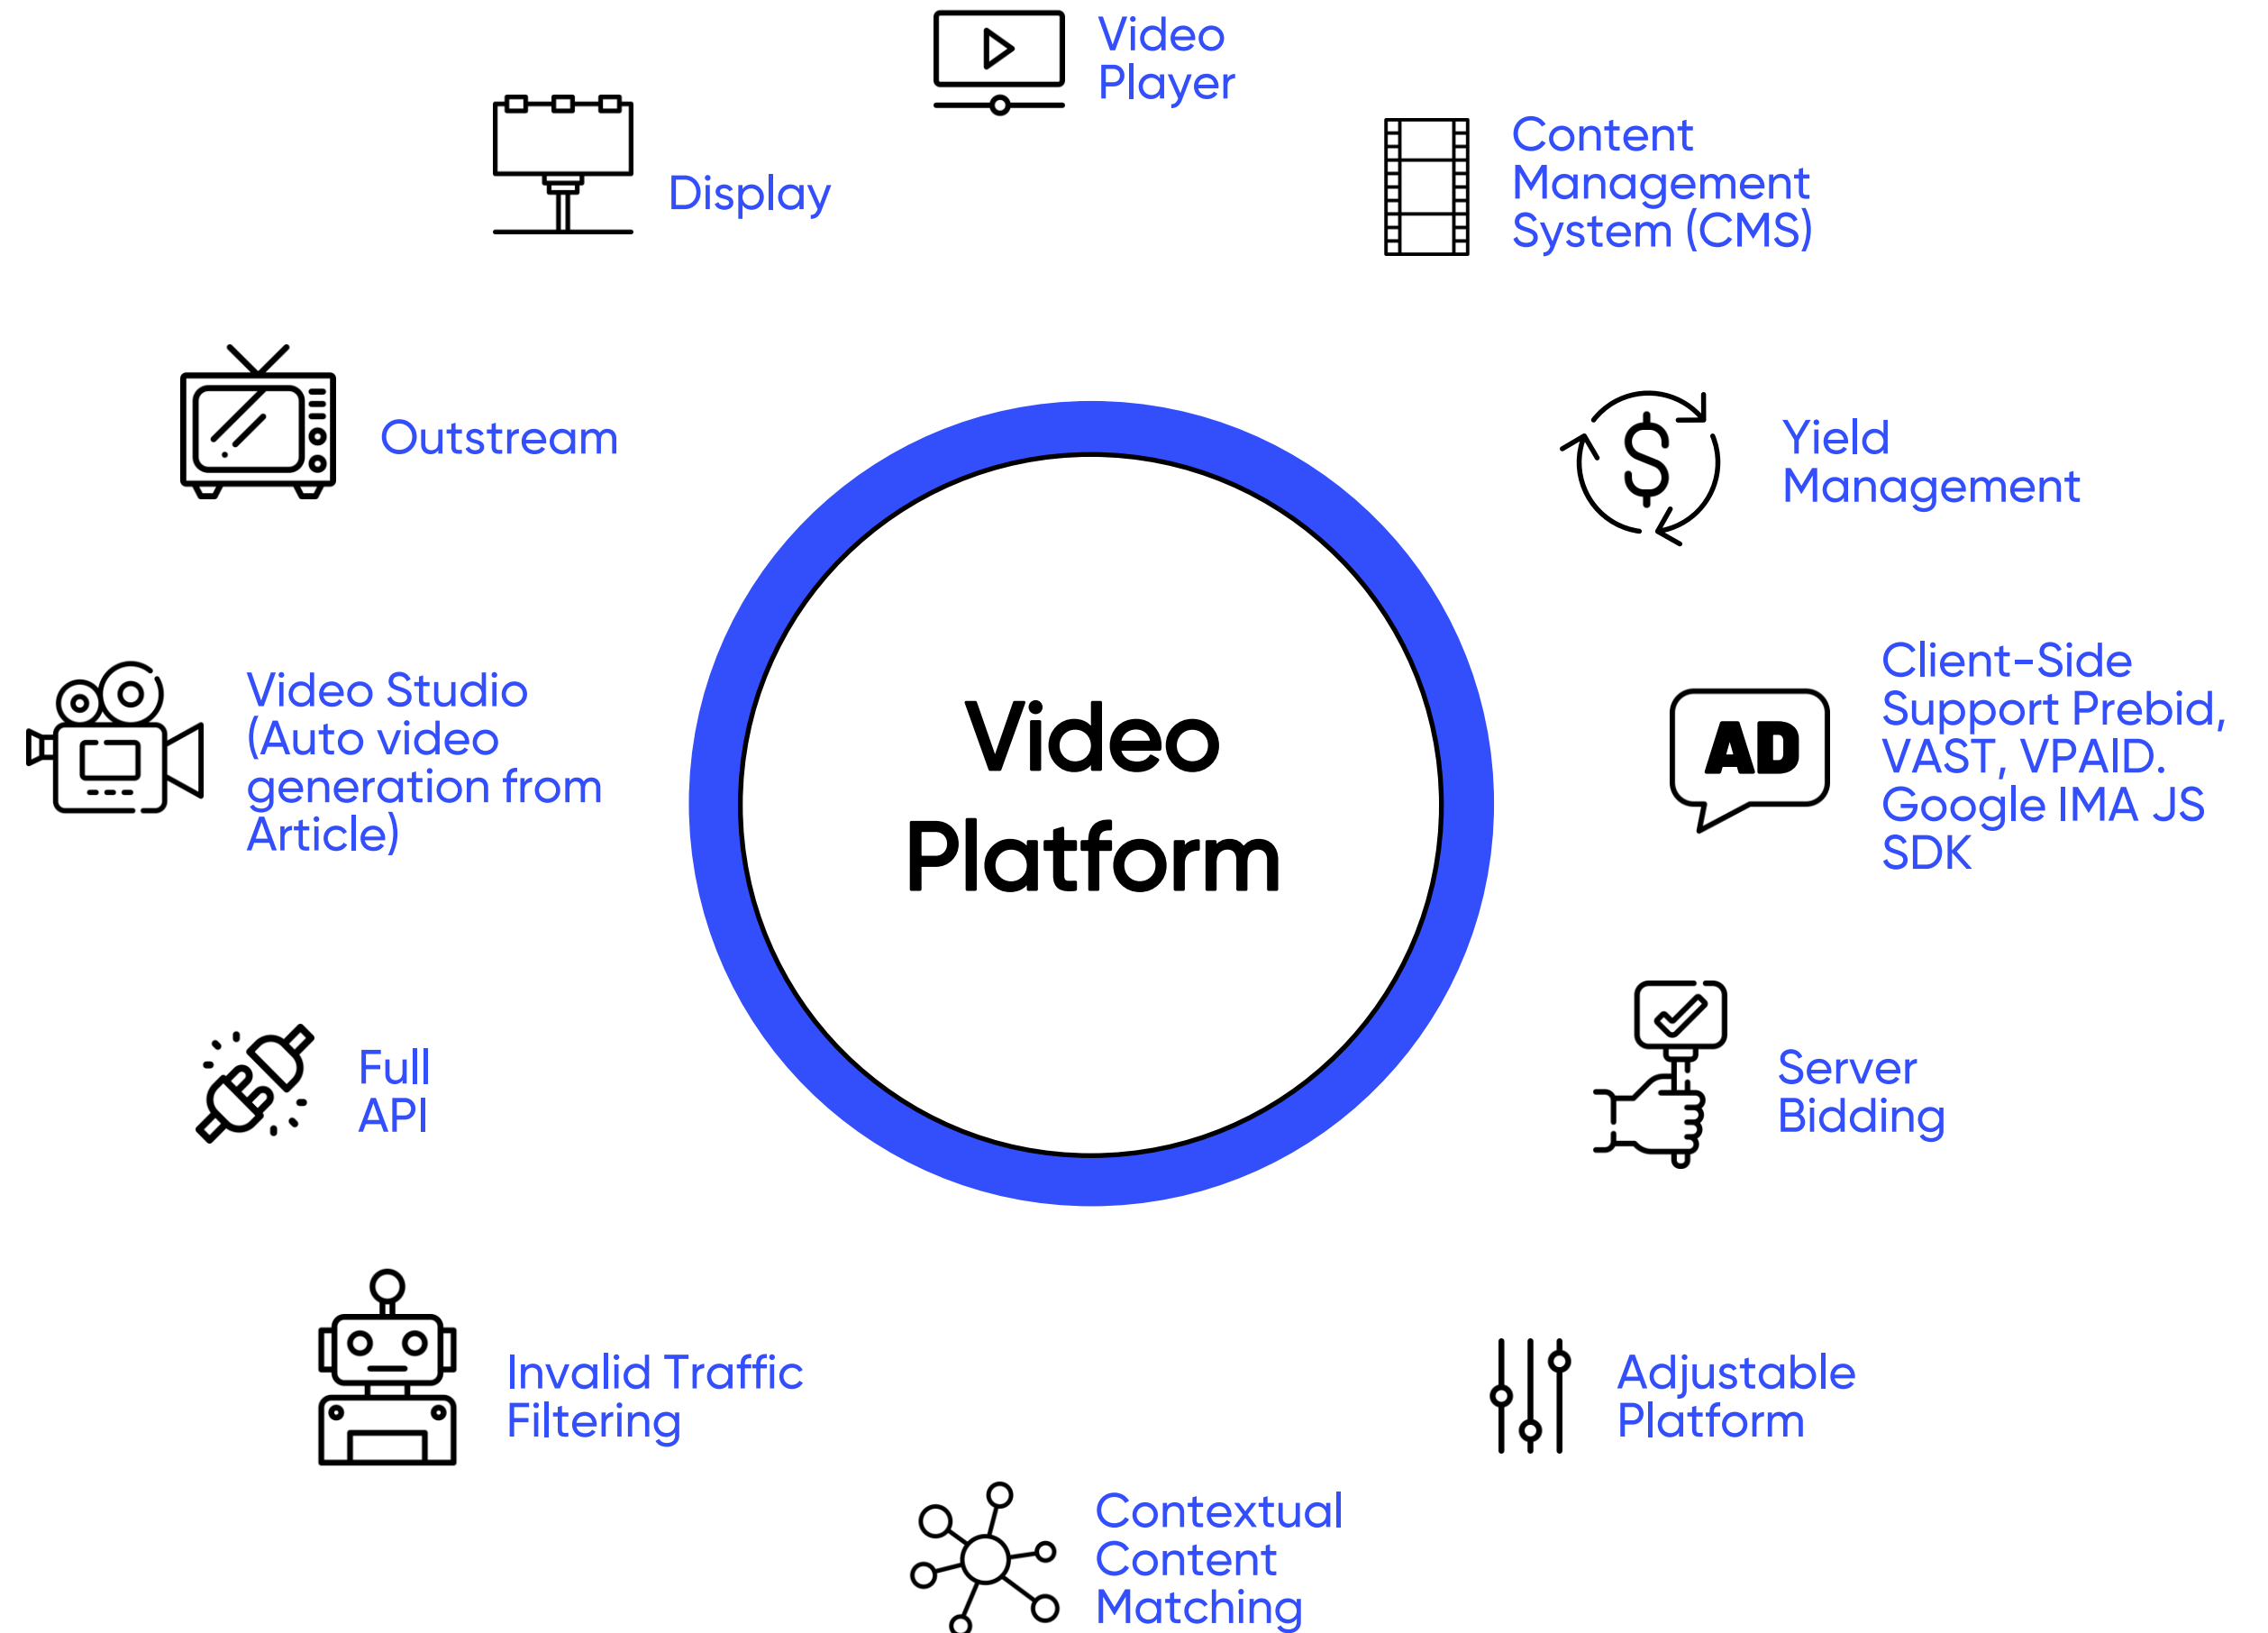 Video
Player
Display
Content
Management
System (CMS)
Outstream
Yield
Management
Video Studio
(Auto video
generation from
Article)
Video
Platform
Client-Side
Support Prebid,
VAST, VPAID.
Google IMA JS
SDK
AD
Full
API
Server
Bidding
Invalid Traffic
Filtering
Adjustable
Platform
Contextual
Content
Matching